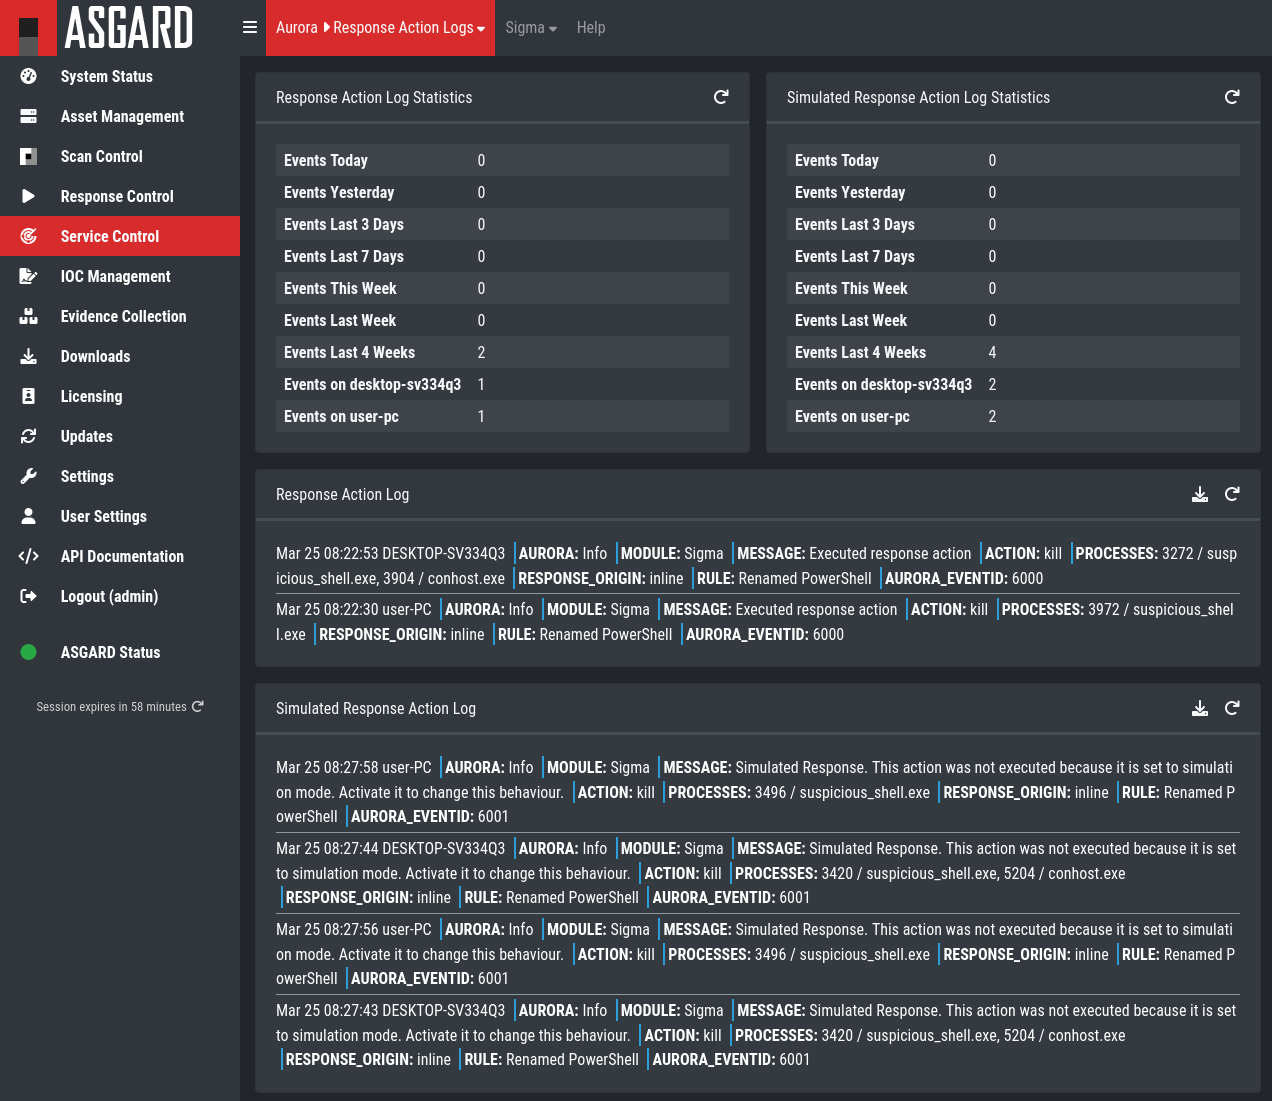 ASGARD
Aurora Response Action Logs
Sigma
Help
System Status
Asset Management
Scan Control
Response Control
Service Control
IOC Management
Evidence Collection
Downloads
Licensing
Updates
Settings
User Settings
API Documentation
Logout (admin)
ASGARD Status
Session expires in 58 minutes
Response Action Log Statistics
Events Today 0
Events Yesterday 0
Events Last 3 Days 0
Events Last 7 Days 0
Events This Week 0
Events Last Week 0
Events Last 4 Weeks 2
Events on desktop-sv334q3 1
Events on user-pc 1
Simulated Response Action Log Statistics
Events Today 0
Events Yesterday 0
Events Last 3 Days 0
Events Last 7 Days 0
Events This Week 0
Events Last Week 0
Events Last 4 Weeks 4
Events on desktop-sv334q3 2
Events on user-pc 2
Response Action Log
Mar 25 08:22:53 DESKTOP-SV334Q3 AURORA: Info MODULE: Sigma MESSAGE: Executed response action ACTION: kill PROCESSES: 3272 / susp
icious_shell.exe, 3904 / conhost.exe RESPONSE_ORIGIN: inline RULE: Renamed PowerShell AURORA_EVENTID: 6000
Mar 25 08:22:30 user-PC AURORA: Info MODULE: Sigma MESSAGE: Executed response action ACTION: kill PROCESSES: 3972 / suspicious_shel
l.exe RESPONSE_ORIGIN: inline RULE: Renamed PowerShell AURORA_EVENTID: 6000
Simulated Response Action Log
Mar 25 08:27:58 user-PC AURORA: Info MODULE: Sigma MESSAGE: Simulated Response. This action was not executed because it is set to simulati
on mode. Activate it to change this behaviour. ACTION: kill PROCESSES: 3496 / suspicious_shell.exe RESPONSE_ORIGIN: inline RULE: Renamed P
owerShell AURORA_EVENTID: 6001
Mar 25 08:27:44 DESKTOP-SV334Q3 AURORA: Info MODULE: Sigma MESSAGE: Simulated Response. This action was not executed because it is set
to simulation mode. Activate it to change this behaviour. ACTION: kill PROCESSES: 3420 / suspicious_shell.exe, 5204 / conhost.exe
RESPONSE_ORIGIN: inline RULE: Renamed PowerShell AURORA_EVENTID: 6001
Mar 25 08:27:56 user-PC AURORA: Info MODULE: Sigma MESSAGE: Simulated Response. This action was not executed because it is set to simulati
on mode. Activate it to change this behaviour. ACTION: kill PROCESSES: 3496 / suspicious_shell.exe RESPONSE_ORIGIN: inline RULE: Renamed P
owerShell AURORA_EVENTID: 6001
Mar 25 08:27:43 DESKTOP-SV334Q3 AURORA: Info MODULE: Sigma MESSAGE: Simulated Response. This action was not executed because it is set
to simulation mode. Activate it to change this behaviour. ACTION: kill PROCESSES: 3420 / suspicious_shell.exe, 5204 / conhost.exe
RESPONSE_ORIGIN: inline RULE: Renamed PowerShell AURORA_EVENTID: 6001